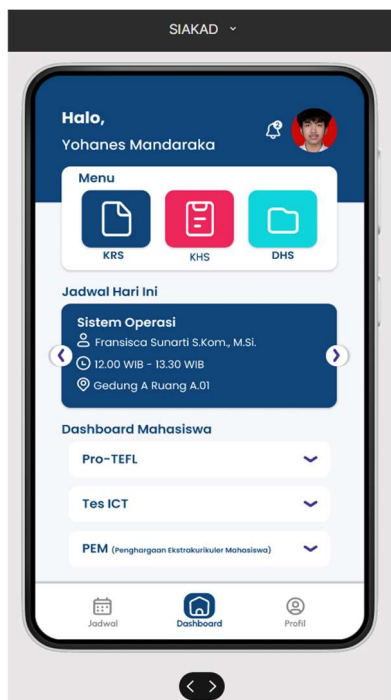 SIAKAD
Halo,
Yohanes Mandaraka
2
Menu
KRS KHS DHS
Jadwal Hari Ini
Sistem Operasi
Fransisca Sunarti S.Kom., M.Si.
12.00 WIB - 13.30 WIB
Gedung A Ruang A.01
Dashboard Mahasiswa
Pro-TEFL
Tes ICT
PEM (Penghargaan Ekstrakurikuler Mahasiswa)
Jadwal Dashboard Profil